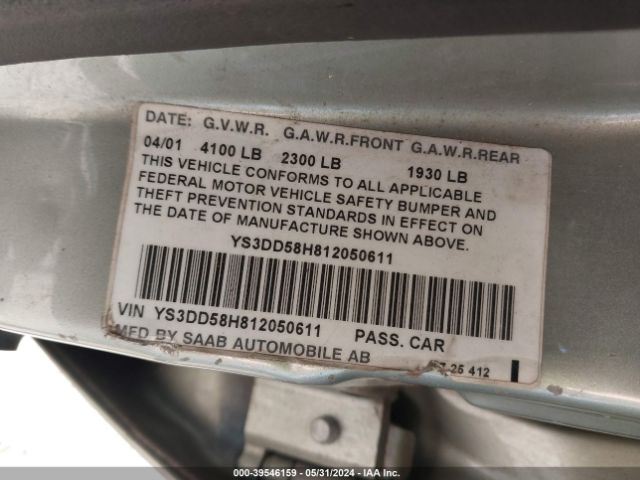 DATE: G.V.W.R. G.A.W.R.FRONT G.A.W.R.REAR
04/01 4100 LB 2300 LB 1930 LB
THIS VEHICLE CONFORMS TO ALL APPLICABLE
FEDERAL MOTOR VEHICLE SAFETY BUMPER AND
THEFT PREVENTION STANDARDS IN EFFECT ON
THE DATE OF MANUFACTURE SHOWN ABOVE.
YS3DD58H812050611
VIN YS3DD58H812050611 PASS. CAR
MFD BY SAAB AUTOMOBILE AB
25 412
000-39546159 - 05/31/2024 - IAA Inc.